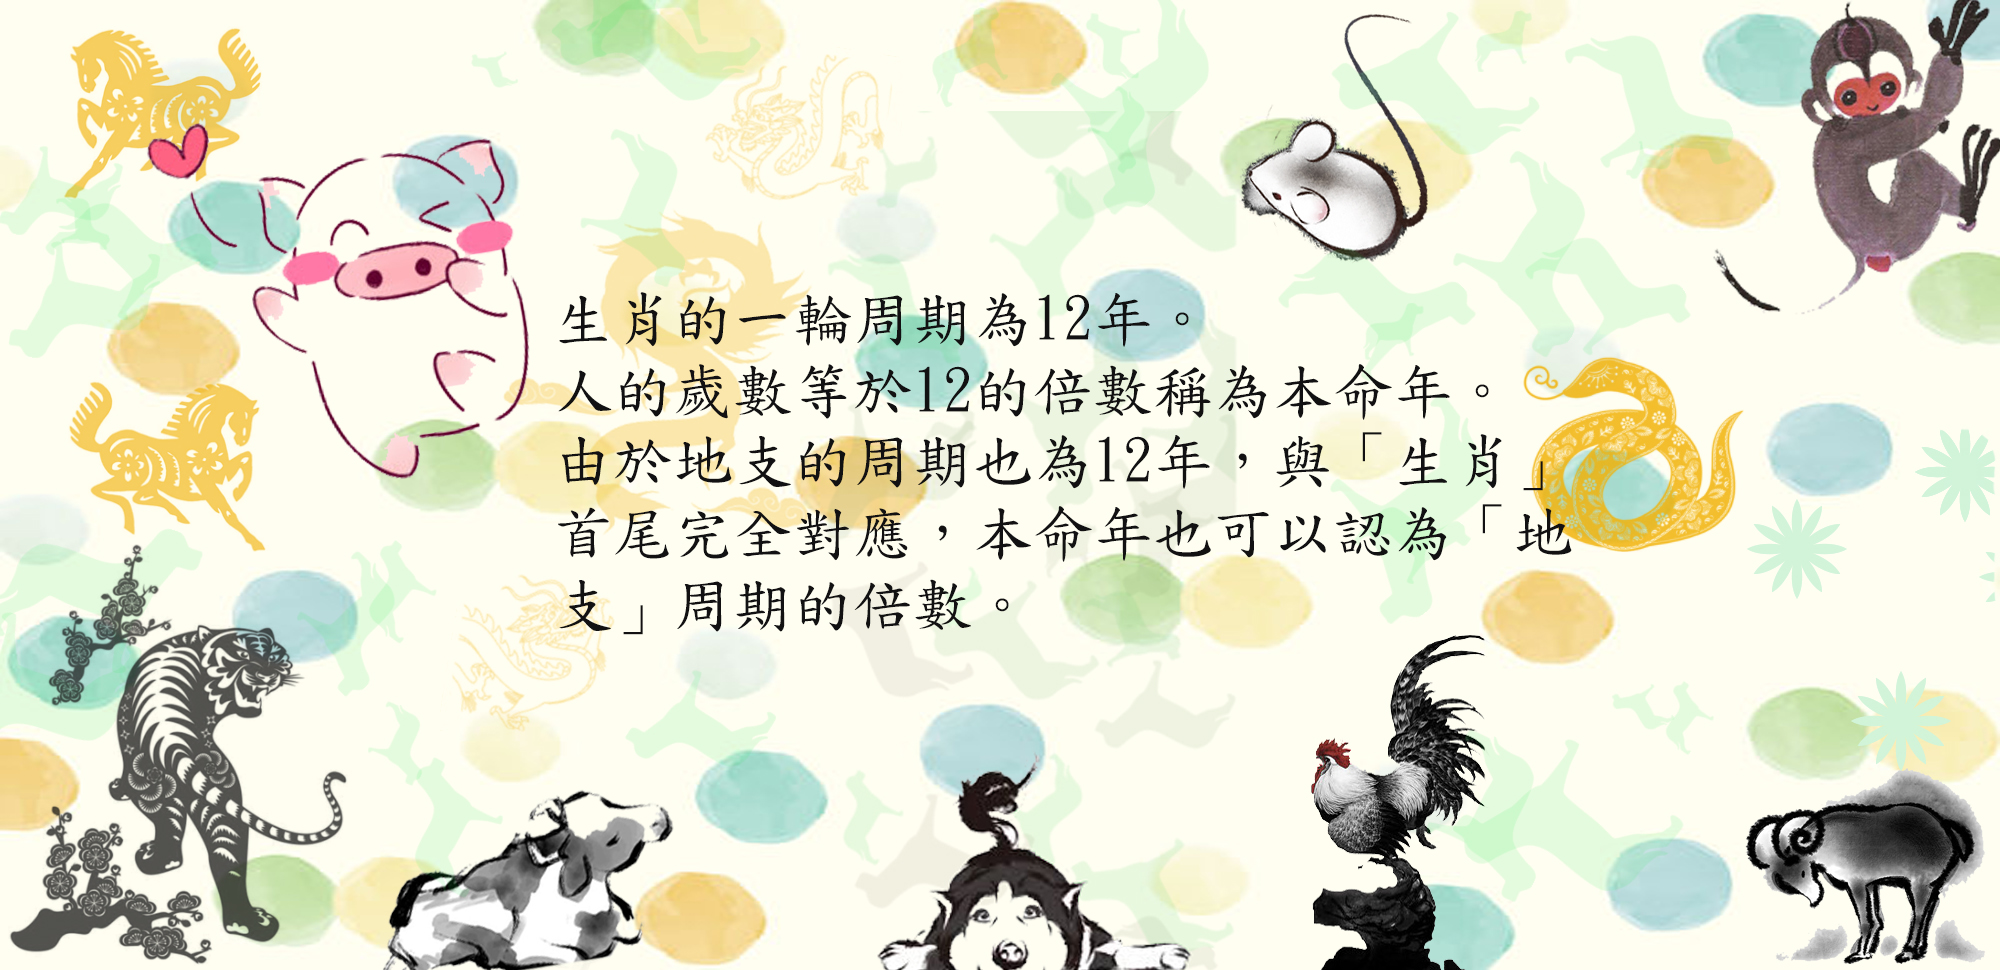 生肖的一輪周期為12年。
人的歲數等於12的倍數稱為本命年。
由於地支的周期也為12年，與「生肖」
首尾完全對應，本命年也可以認為「地
支」周期的倍數。